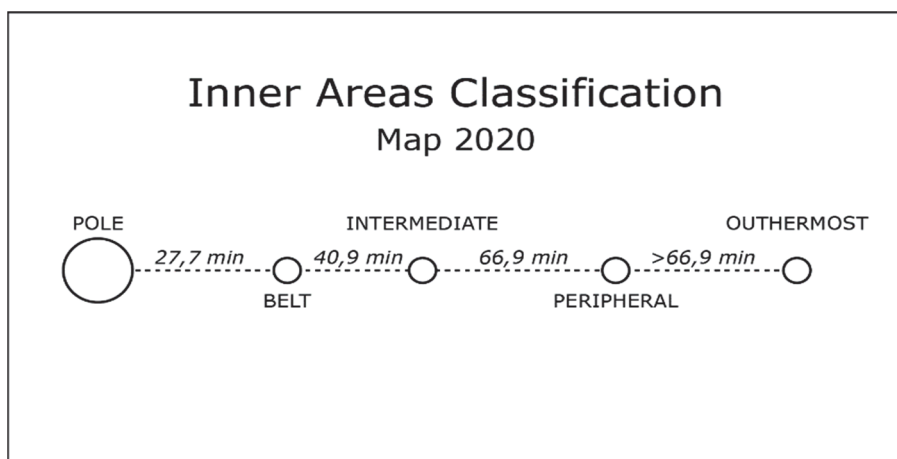 Inner Areas Classification
Map 2020
POLE
INTERMEDIATE
OUTHERMOST
27,7 min
40,9 min
66,9 min
>66,9 min
BELT
PERIPHERAL